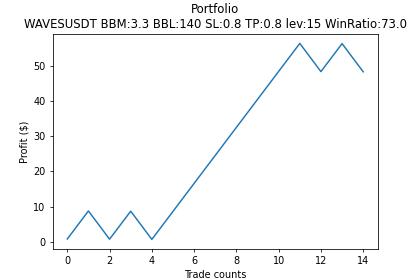 Portfolio
WAVESUSDT BBM:3.3 BBL:140 SL:0.8 TP:0.8 lev:15 WinRatio:73.0
Profit ($)
50
40
30
20
10
0
0 2 4 6 8 10 12 14
Trade counts